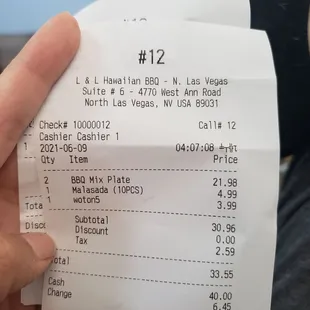 #12
L & L Hawaiian BBQ - N. Las Vegas
Suite # 6 - 4770 West Ann Road
North Las Vegas, NV USA 89031
Check# 10000012 Call# 12
Cashier Cashier 1
2021-06-09 04:07:08
Qty Item Price
2 BBQ Mix Plate 21.98
1 Malasada (10PCS) 4.99
1 woton5 3.99
Subtotal 30.96
Discount 0.00
Tax 2.59
otal 33.55
Cash 40.00
Change 6.45